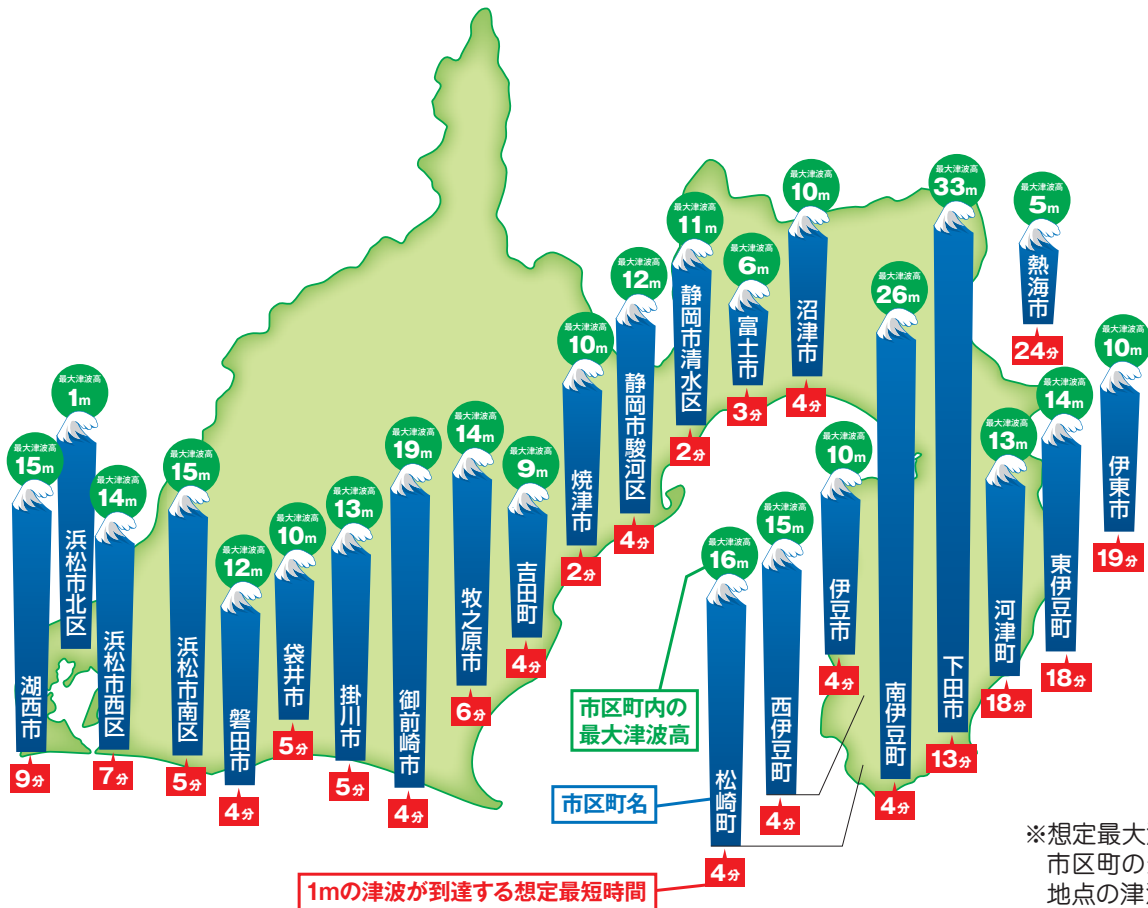 最大津波高
15m
湖西市
9分
最大津波高
1m
浜松市北区
最大津波高
14m
浜松市西区
7分
最大津波高
15m
浜松市南区
5分
最大津波高
12m
磐田市
4分
最大津波高
10m
袋井市
5分
最大津波高
13m
掛川市
5分
最大津波高
19m
御前崎市
4分
最大津波高
14m
牧之原市
6分
最大津波高
9m
吉田町
4分
最大津波高
10m
焼津市
2分
最大津波高
12m
静岡市駿河区
4分
最大津波高
11m
静岡市清水区
2分
最大津波高
6m
富士市
3分
最大津波高
10m
沼津市
4分
最大津波高
10m
伊豆市
4分
最大津波高
15m
西伊豆町
4分
最大津波高
16m
松崎町
4分
最大津波高
26m
南伊豆町
4分
最大津波高
33m
下田市
13分
最大津波高
13m
河津町
18分
最大津波高
14m
東伊豆町
18分
最大津波高
10m
伊東市
19分
最大津波高
5m
熱海市
24分
市区町内の
最大津波高
市区町名
1mの津波が到達する想定最短時間
※想定最大
市区町の
地点の津